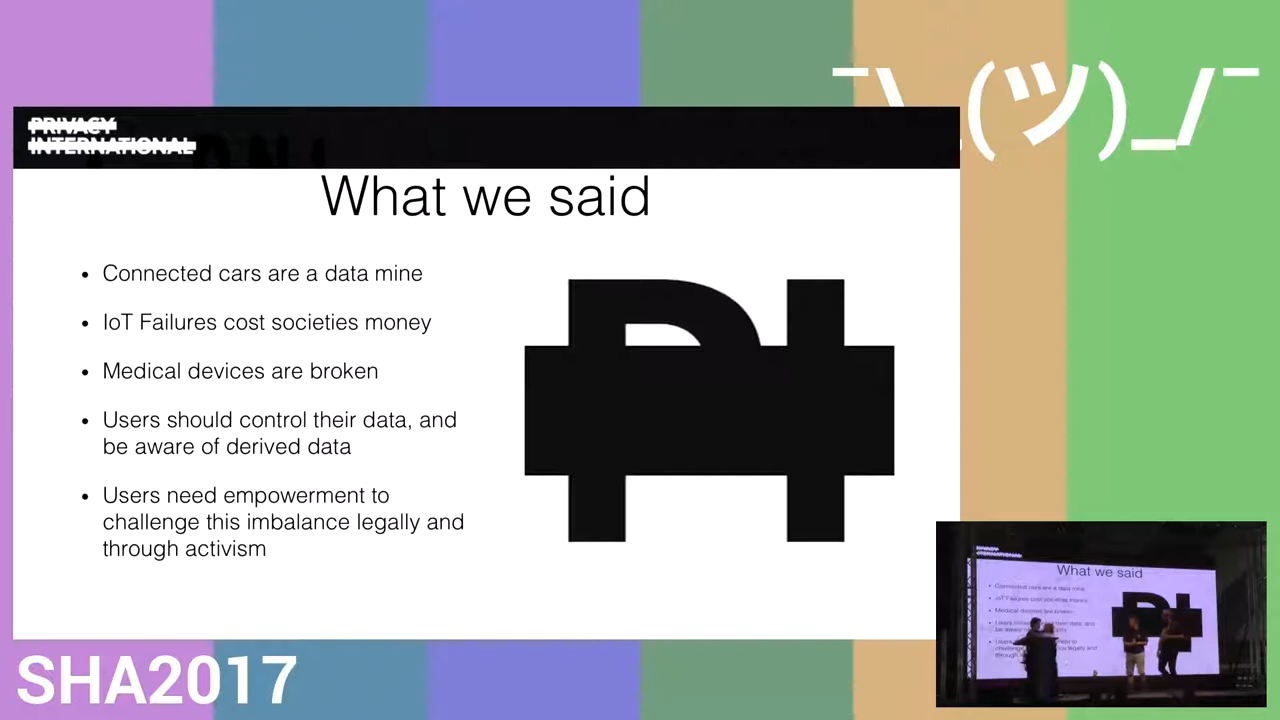 ¯\_(ツ)_/¯
PRIVACY
INTERNATIONAL
What we said
• Connected cars are a data mine
• IoT Failures cost societies money
• Medical devices are broken
• Users should control their data, and
be aware of derived data
• Users need empowerment to
challenge this imbalance legally and
through activism
PI
SHA2017
What we said